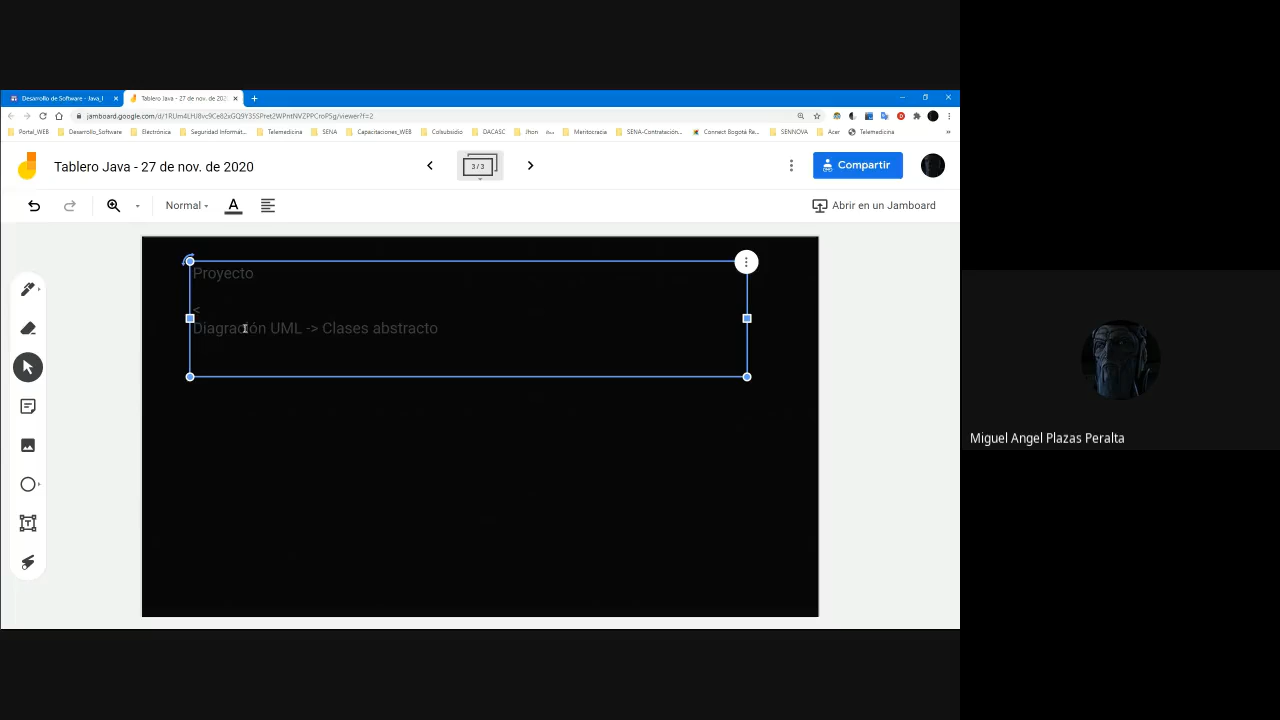 Desarrollo de Software - Java_I
Tablero Java - 27 de nov. de 202
jamboard.google.com/d/1RUm4LHJ8vc9Ce82xGQ9Y35SPret2WPntNVZPPCroPSg/viewer?f=2
Portal_WEB Desarrollo_Software Electrónica Seguridad Informát... Telemedicina SENA Capacitaciones_WEB Colsubsidio DACASC Jhon Meritocracia SENA-Contratación... Connect Bogotá Re... SENNOVA Acer Telemedicina »
Tablero Java - 27 de nov. de 2020
3 / 3
Compartir
Normal
A
Abrir en un Jamboard
Proyecto
<
Diagración UML -> Clases abstracto
Miguel Angel Plazas Peralta